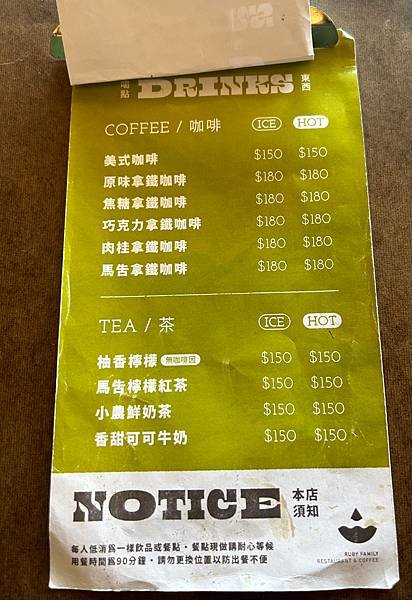 喝點 DRINKS 東西
COFFEE / 咖啡 ICE HOT
美式咖啡 $150 $150
原味拿鐵咖啡 $180 $180
焦糖拿鐵咖啡 $180 $180
巧克力拿鐵咖啡 $180 $180
肉桂拿鐵咖啡 $180 $180
馬告拿鐵咖啡 $180 $180
TEA / 茶 ICE HOT
柚香檸檬 無咖啡因 $150 $150
馬告檸檬紅茶 $150 $150
小農鮮奶茶 $150 $150
香甜可可牛奶 $150 $150
NOTICE 本店須知
每人低消為一樣飲品或餐點・餐點現做請耐心等候
用餐時間為90分鐘・請勿更換位置以防出餐不便
RUBY FAMILY
RESTAURANT & COFFEE